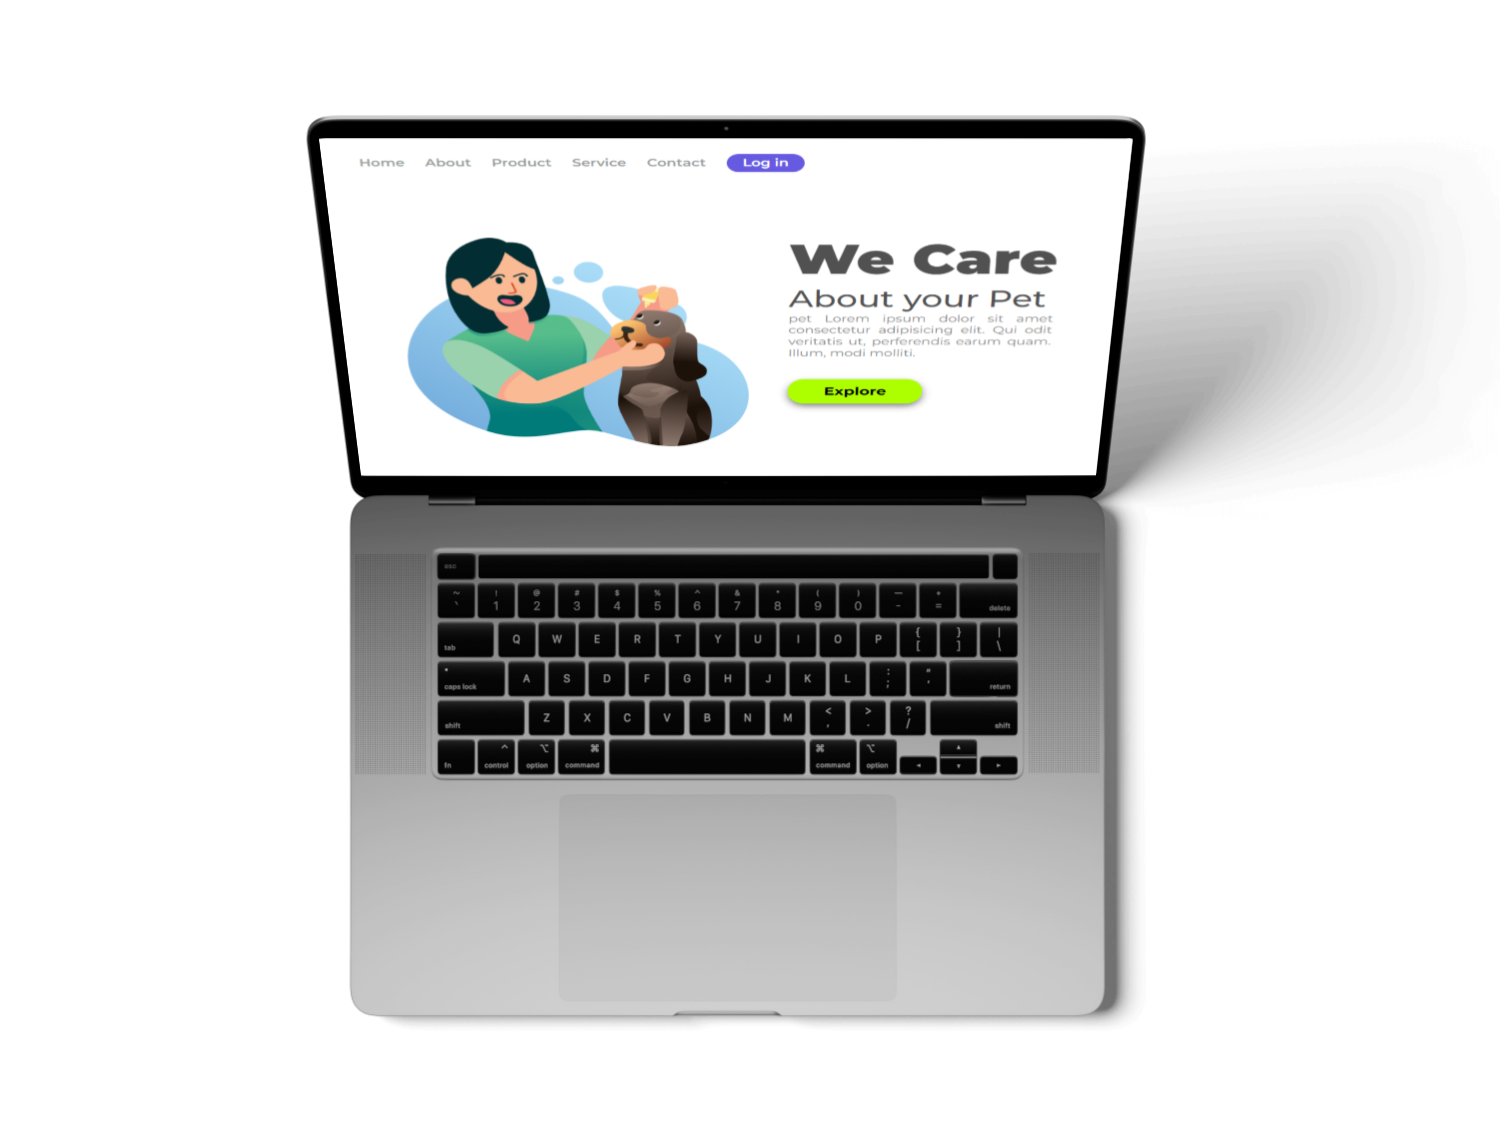 Home About Product Service Contact Log in
We Care
About your Pet
pet Lorem ipsum dolor sit amet
consectetur adipisicing elit. Qui odit
veritatis ut, perferendis earum quam.
Illum, modi molliti.
Explore
esc
~ ! @ # $ % ^ & * ( ) — +
` 1 2 3 4 5 6 7 8 9 0 - = delete
tab Q W E R T Y U I O P { [ } ] | \
caps lock A S D F G H J K L : ; " ' return
shift Z X C V B N M < , > . ? / shift
fn ^ control ⌥ option ⌘ command ⌘ command ⌥ option ◂ ▴ ▾ ▸